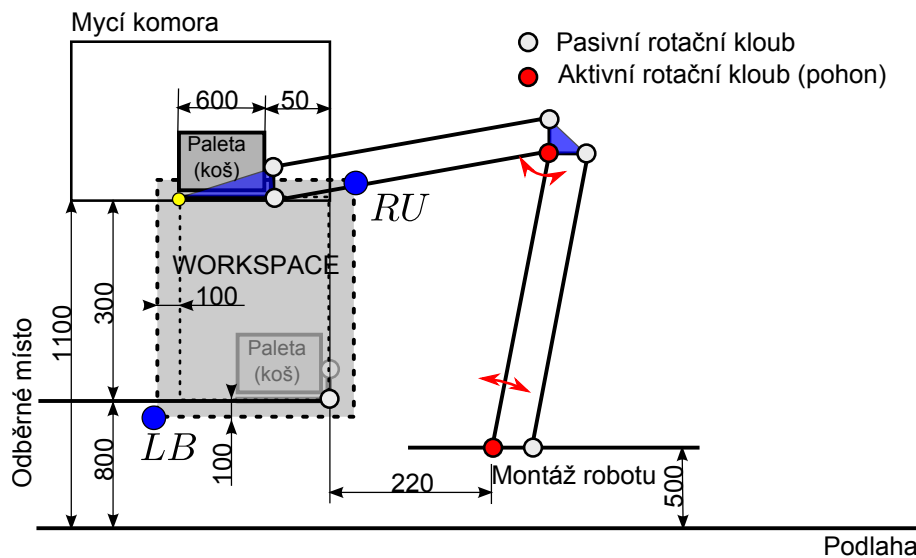 Mycí komora
Pasivní rotační kloub
Aktivní rotační kloub (pohon)
600
50
Paleta
(koš)
RU
WORKSPACE
100
300
1100
Odběrné místo
Paleta
(koš)
LB
100
800
220
Montáž robotu
500
Podlaha